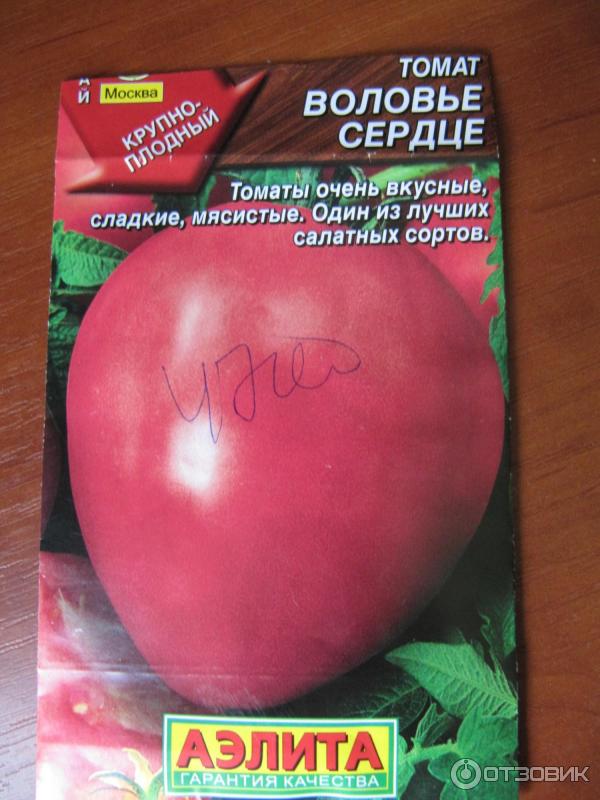 Москва
КРУПНО-
ПЛОДНЫЙ
ТОМАТ
ВОЛОВЬЕ
СЕРДЦЕ
Томаты очень вкусные,
сладкие, мясистые. Один из лучших
салатных сортов.
АЭЛИТА
ГАРАНТИЯ КАЧЕСТВА
ОТЗОВИК